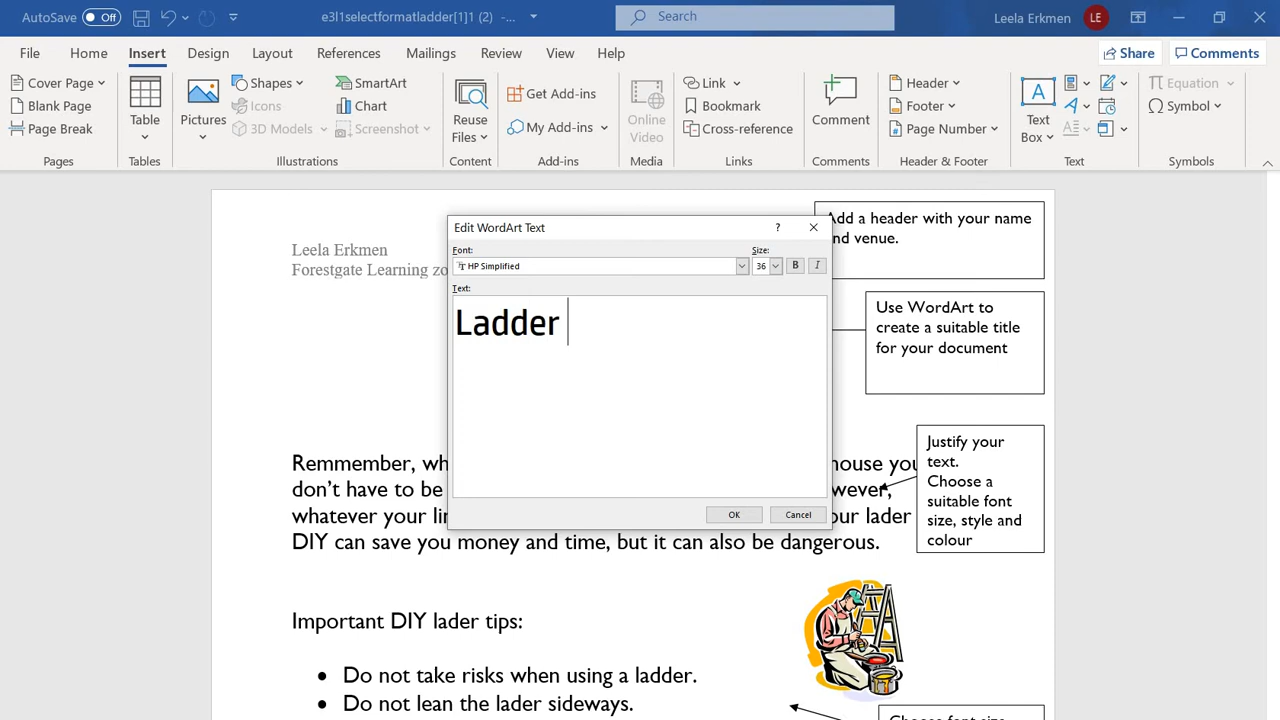 AutoSave Off e3l1selectformatladder[1]1 (2) -... Search Leela Erkmen LE
File Home Insert Design Layout References Mailings Review View Help Share Comments
Cover Page
Blank Page
Page Break
Pages
Table
Tables
Pictures
Shapes
Icons
3D Models
SmartArt
Chart
Screenshot
Illustrations
Reuse
Files
Content
Get Add-ins
My Add-ins
Add-ins
Online
Video
Media
Link
Bookmark
Cross-reference
Links
Comment
Comments
Header
Footer
Page Number
Header & Footer
A
Text
Box
Text
Equation
Symbol
Symbols
Leela Erkmen
Forestgate Learning zo
Edit WordArt Text
Font:
HP Simplified
Size:
36 B I
Text:
Ladder
OK Cancel
Add a header with your name
and venue.
Use WordArt to
create a suitable title
for your document
Justify your
text.
Choose a
suitable font
size, style and
colour
Remmember, wh house you
don't have to be wever,
whatever your li our lader
DIY can save you money and time, but it can also be dangerous.
Important DIY lader tips:
• Do not take risks when using a ladder.
• Do not lean the lader sideways.
Choose font size